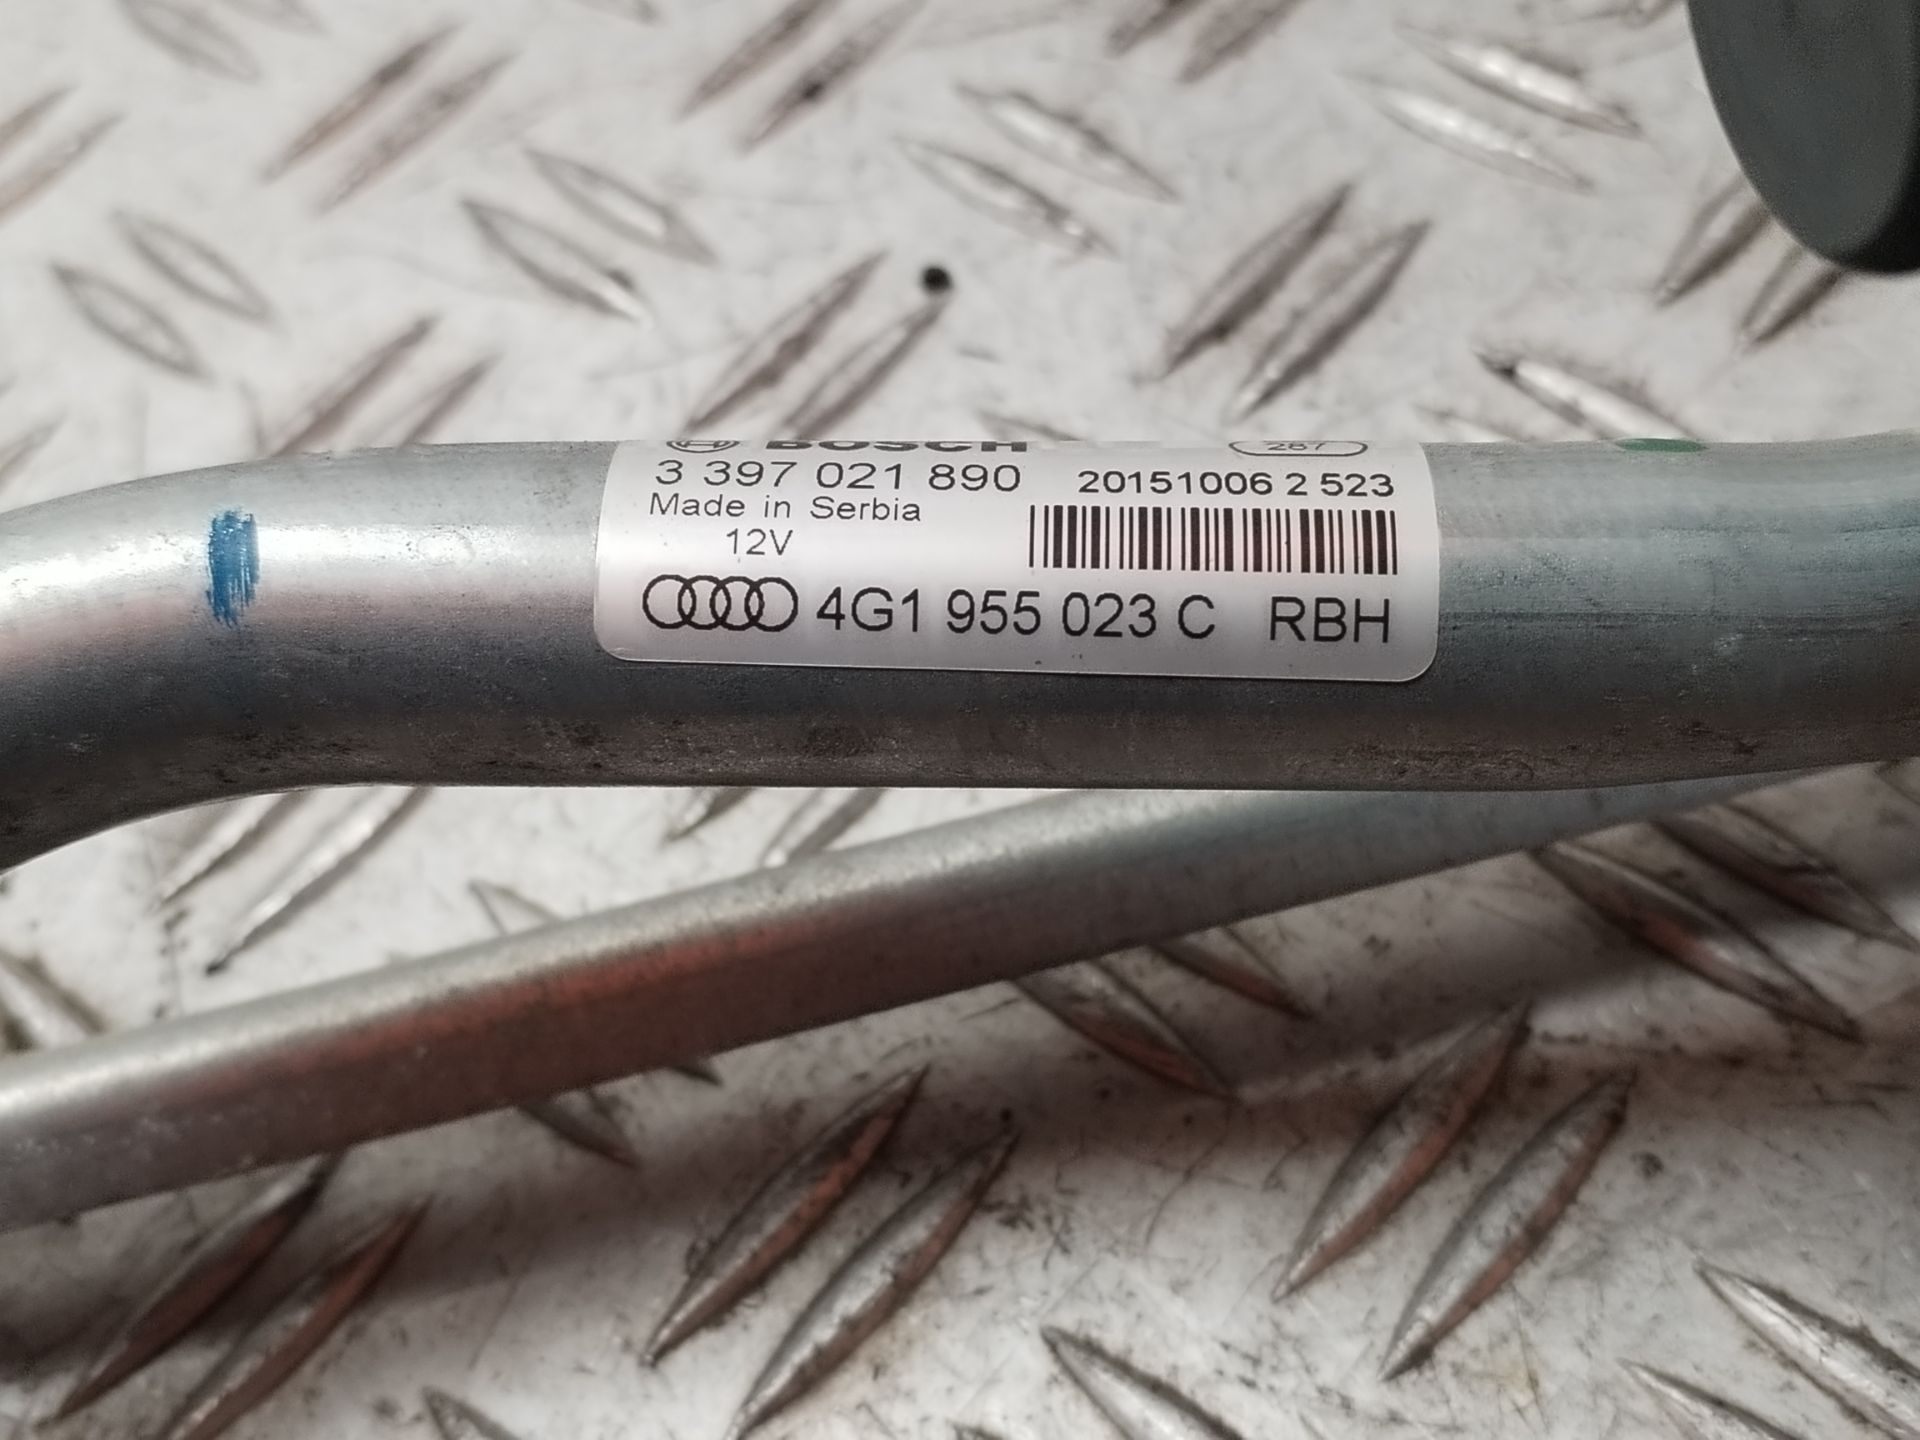 BOSCH 287
3 397 021 890 20151006 2 523
Made in Serbia
12V
4G1 955 023 C RBH